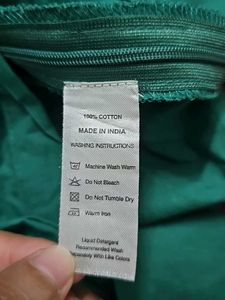 100% COTTON
MADE IN INDIA
WASHING INSTRUCTIONS
Machine Wash Warm
Do Not Bleach
Do Not Tumble Dry
Warm Iron
Liquid Detergent
Recommended Wash
Separately With
Like Colors